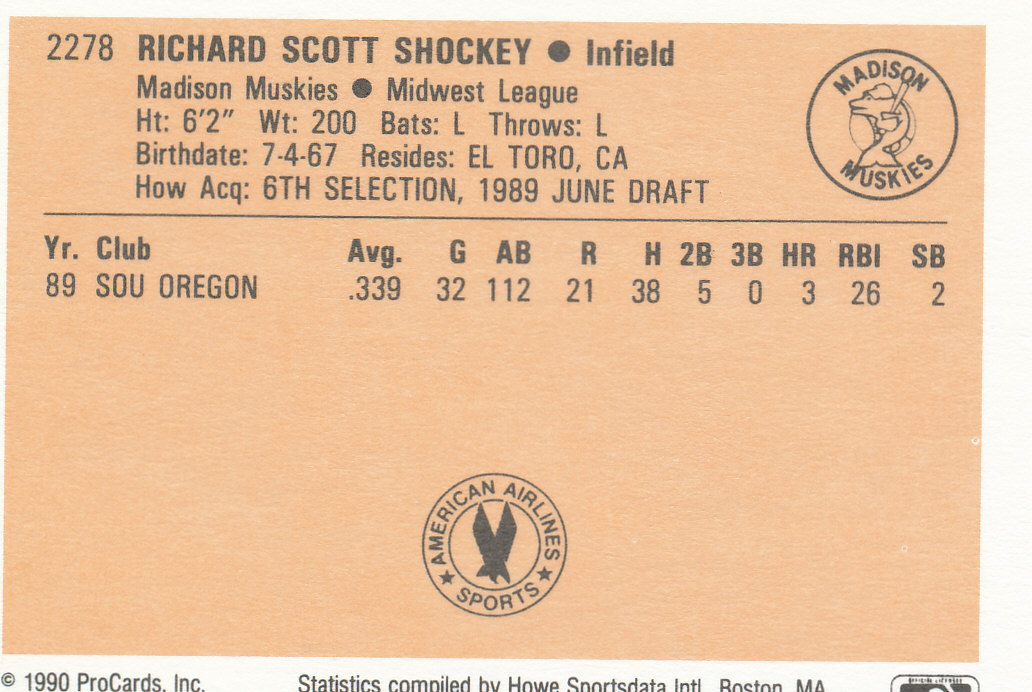 2278 RICHARD SCOTT SHOCKEY ● Infield
Madison Muskies ● Midwest League
Ht: 6'2" Wt: 200 Bats: L Throws: L
Birthdate: 7-4-67 Resides: EL TORO, CA
How Acq: 6TH SELECTION, 1989 JUNE DRAFT
MADISON
MUSKIES
Yr. Club Avg. G AB R H 2B 3B HR RBI SB
89 SOU OREGON .339 32 112 21 38 5 0 3 26 2
AMERICAN AIRLINES
★ SPORTS ★
© 1990 ProCards, Inc. Statistics compiled by Howe Sportsdata Intl., Boston, MA